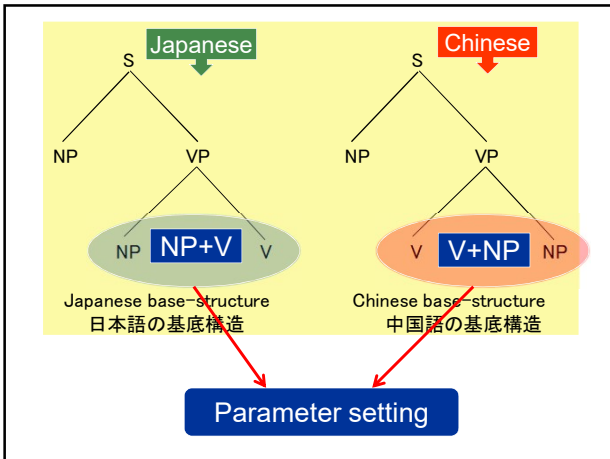 Japanese
S
NP
VP
NP
NP+V
V
Japanese base-structure
日本語の基底構造
Chinese
S
NP
VP
V
V+NP
NP
Chinese base-structure
中国語の基底構造
Parameter setting